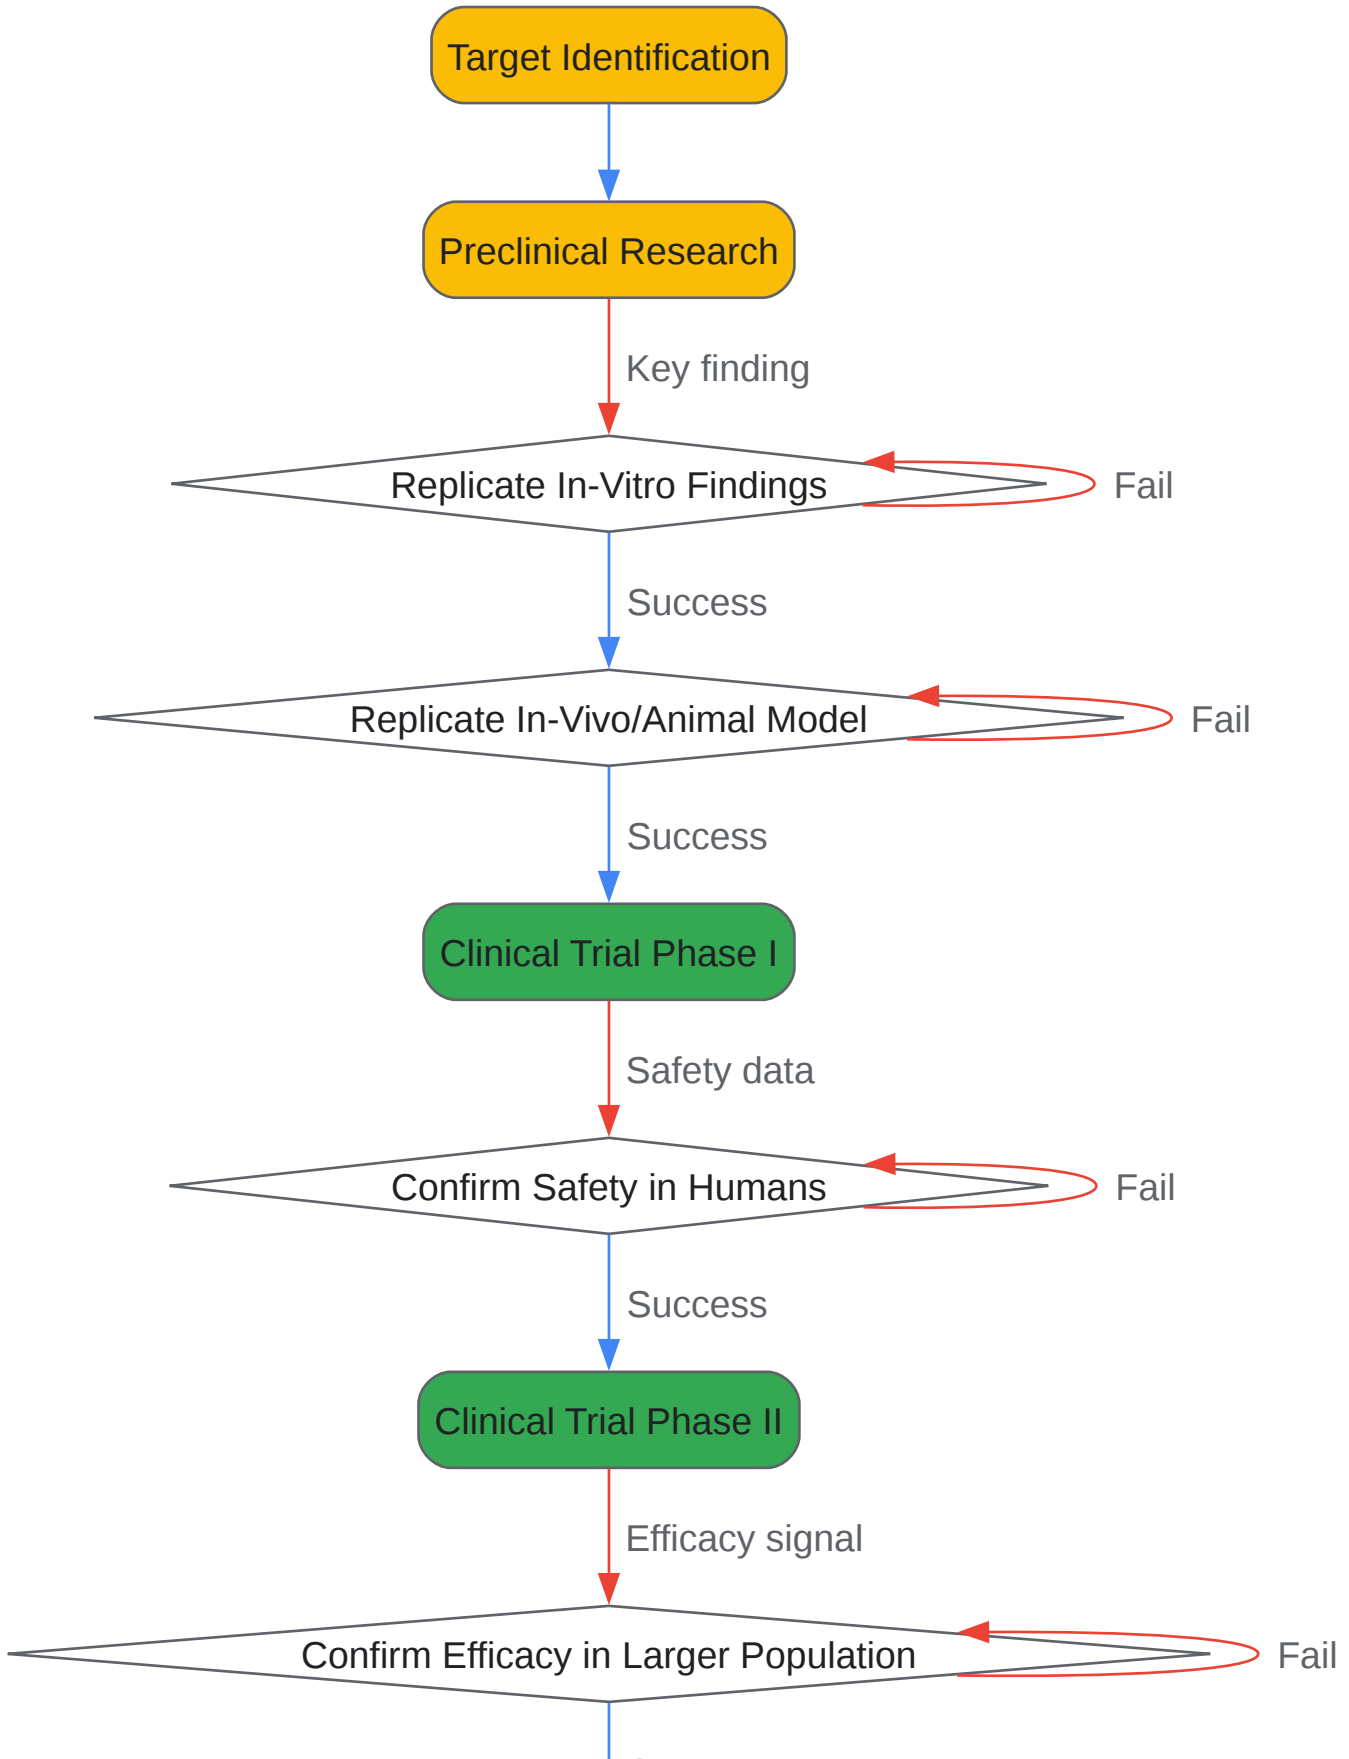 Target Identification
Preclinical Research
Key finding
Replicate In-Vitro Findings
Fail
Success
Replicate In-Vivo/Animal Model
Fail
Success
Clinical Trial Phase I
Safety data
Confirm Safety in Humans
Fail
Success
Clinical Trial Phase II
Efficacy signal
Confirm Efficacy in Larger Population
Fail